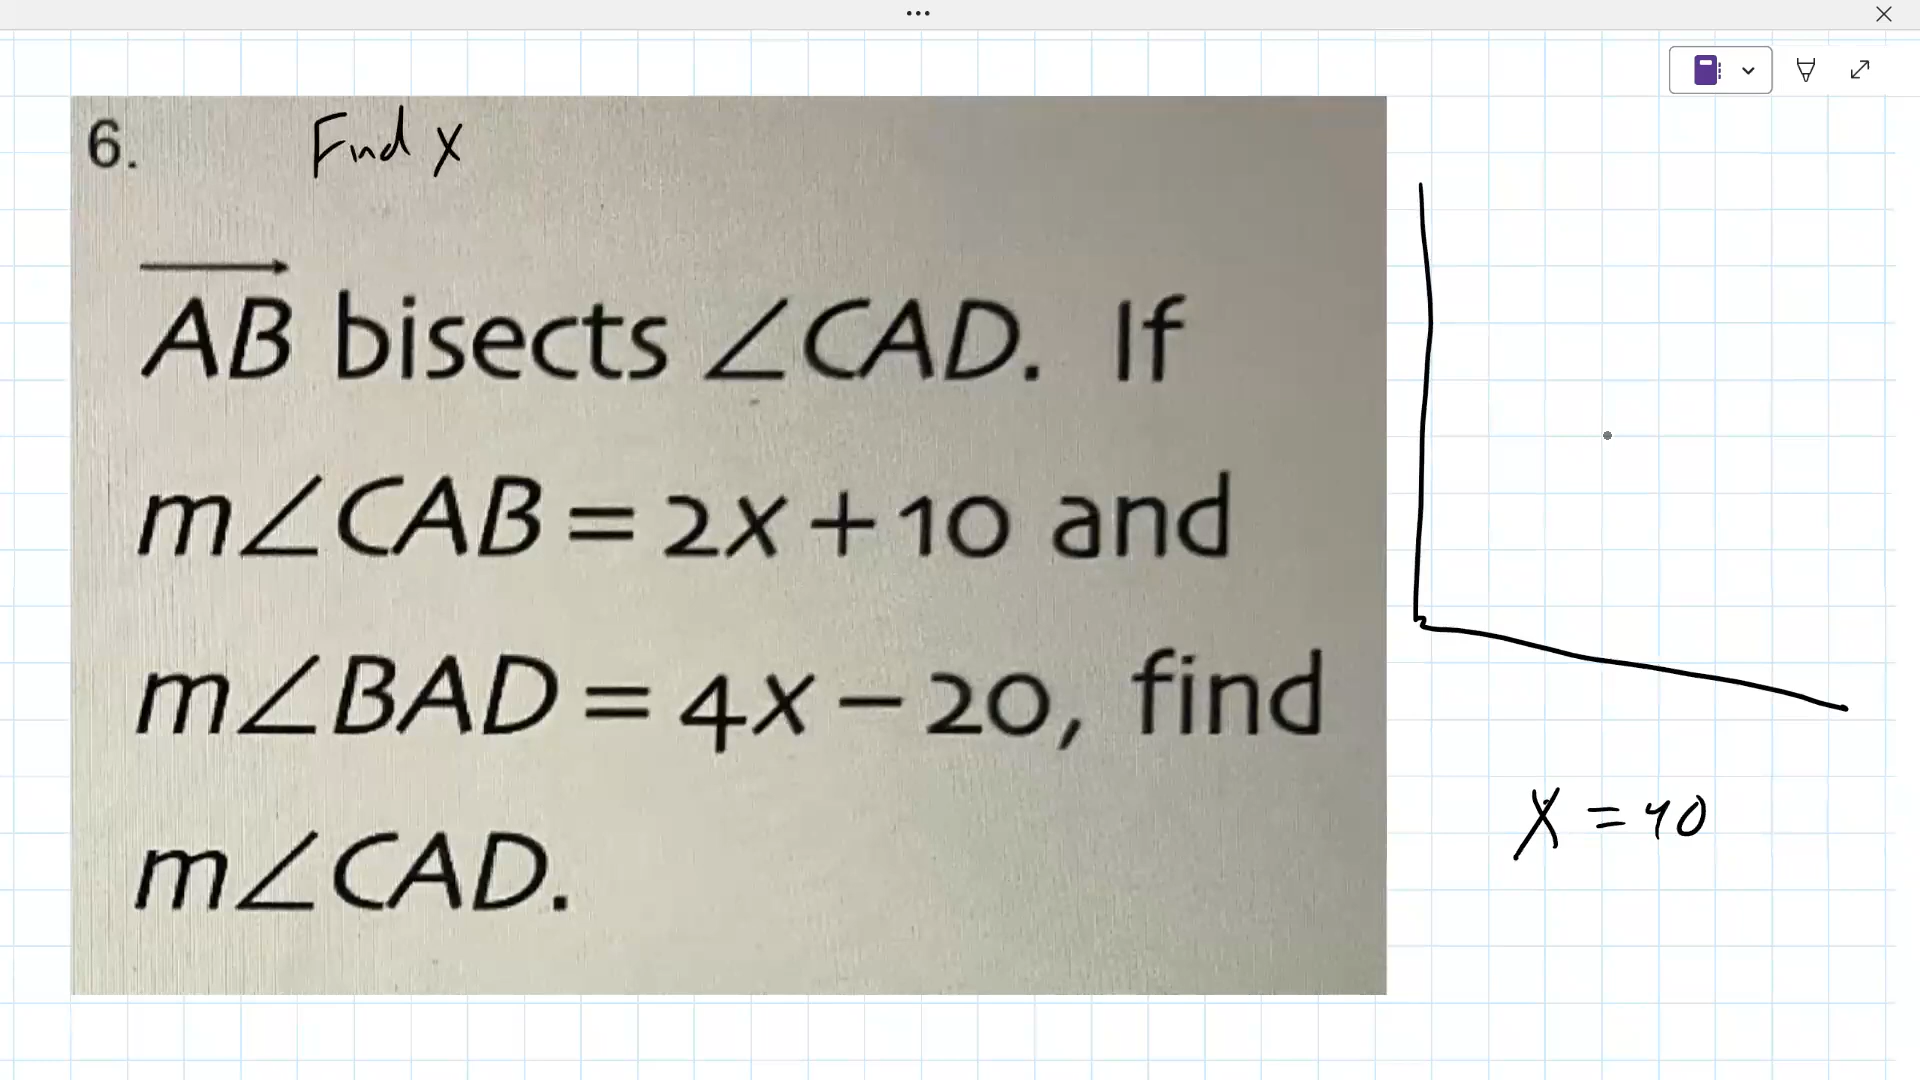 6. Find X
AB bisects ∠CAD. If
m∠CAB = 2x + 10 and
m∠BAD = 4x − 20, find
m∠CAD.
X = 40